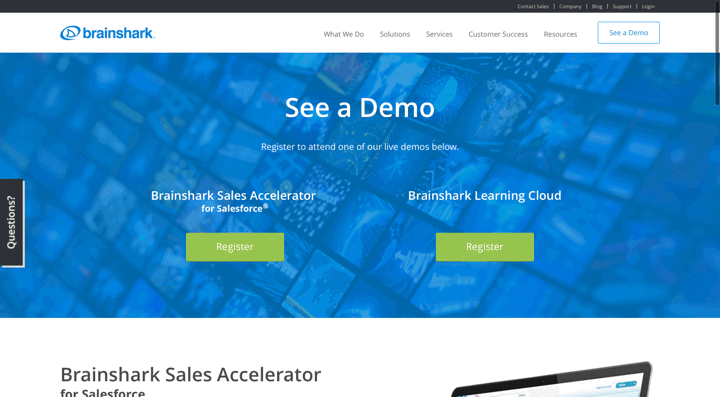 Contact Sales | Company | Blog | Support | Login
brainshark.
What We Do Solutions Services Customer Success Resources See a Demo
See a Demo
Register to attend one of our live demos below.
Brainshark Sales Accelerator
for Salesforce®
Register
Brainshark Learning Cloud
Register
Questions?
Brainshark Sales Accelerator
for Salesforce